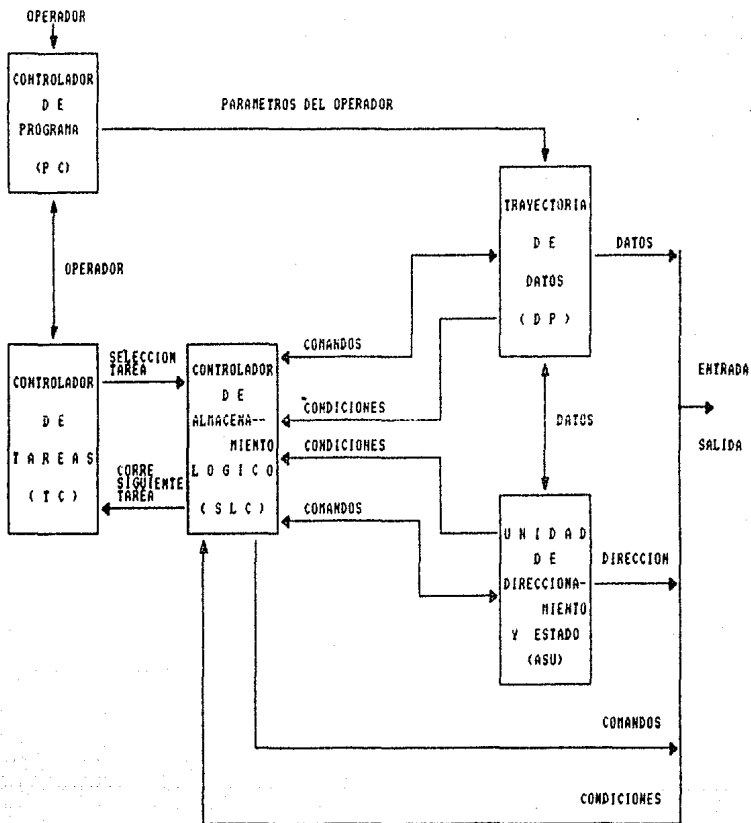 OPERADOR
CONTROLADOR
D E
PROGRAMA
(P C)
PARAMETROS DEL OPERADOR
TRAYECTORIA
D E
DATOS
( D P )
DATOS
OPERADOR
COMANDOS
SELECCION
TAREA
CONTROLADOR
D E
T A R E A S
( T C )
CONTROLADOR
D E
ALMACENA-
MIENTO
L O G I C O
( S L C )
CONDICIONES
CONDICIONES
COMANDOS
CORRE
SIGUIENTE
TAREA
DATOS
ENTRADA
SALIDA
U N I D A D
D E
DIRECCIONA-
MIENTO
Y ESTADO
(ASU)
DIRECCION
COMANDOS
CONDICIONES